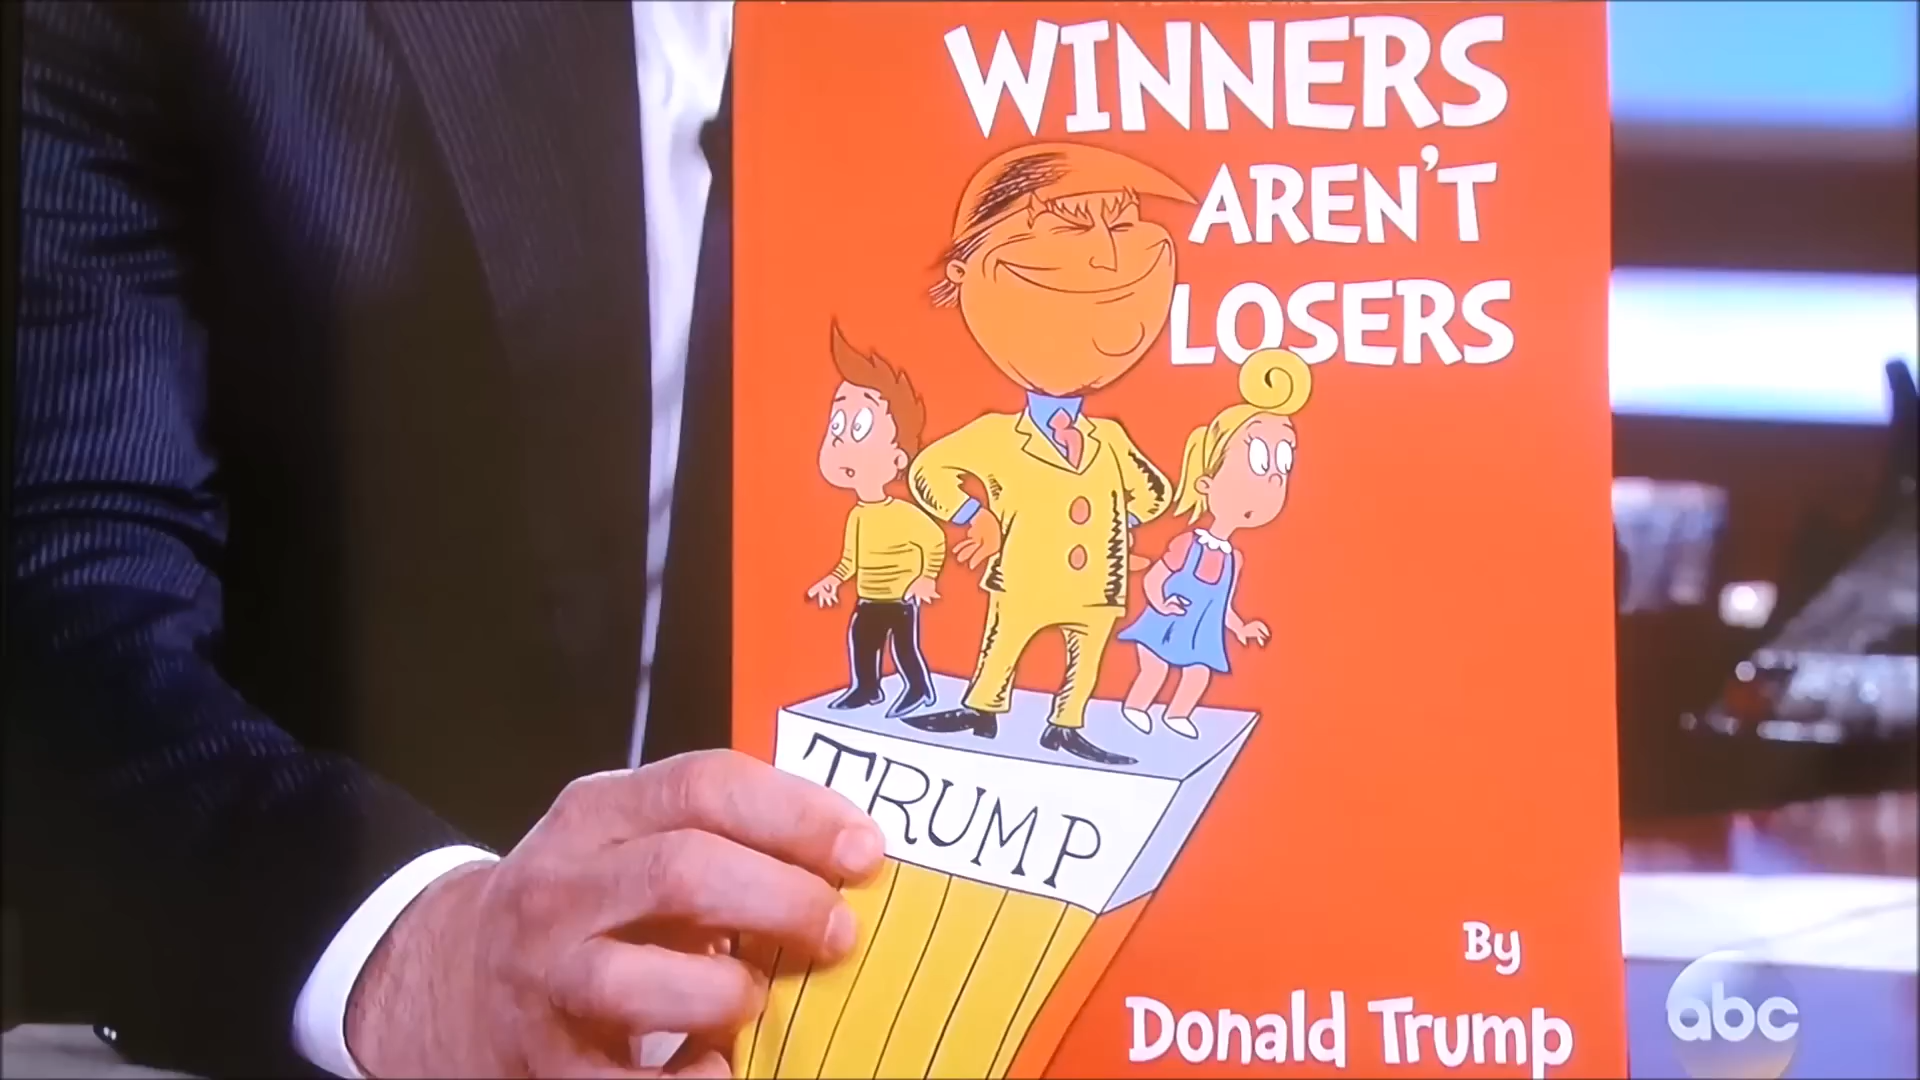 WINNERS
AREN'T
LOSERS
TRUMP
By
Donald Trump
abc